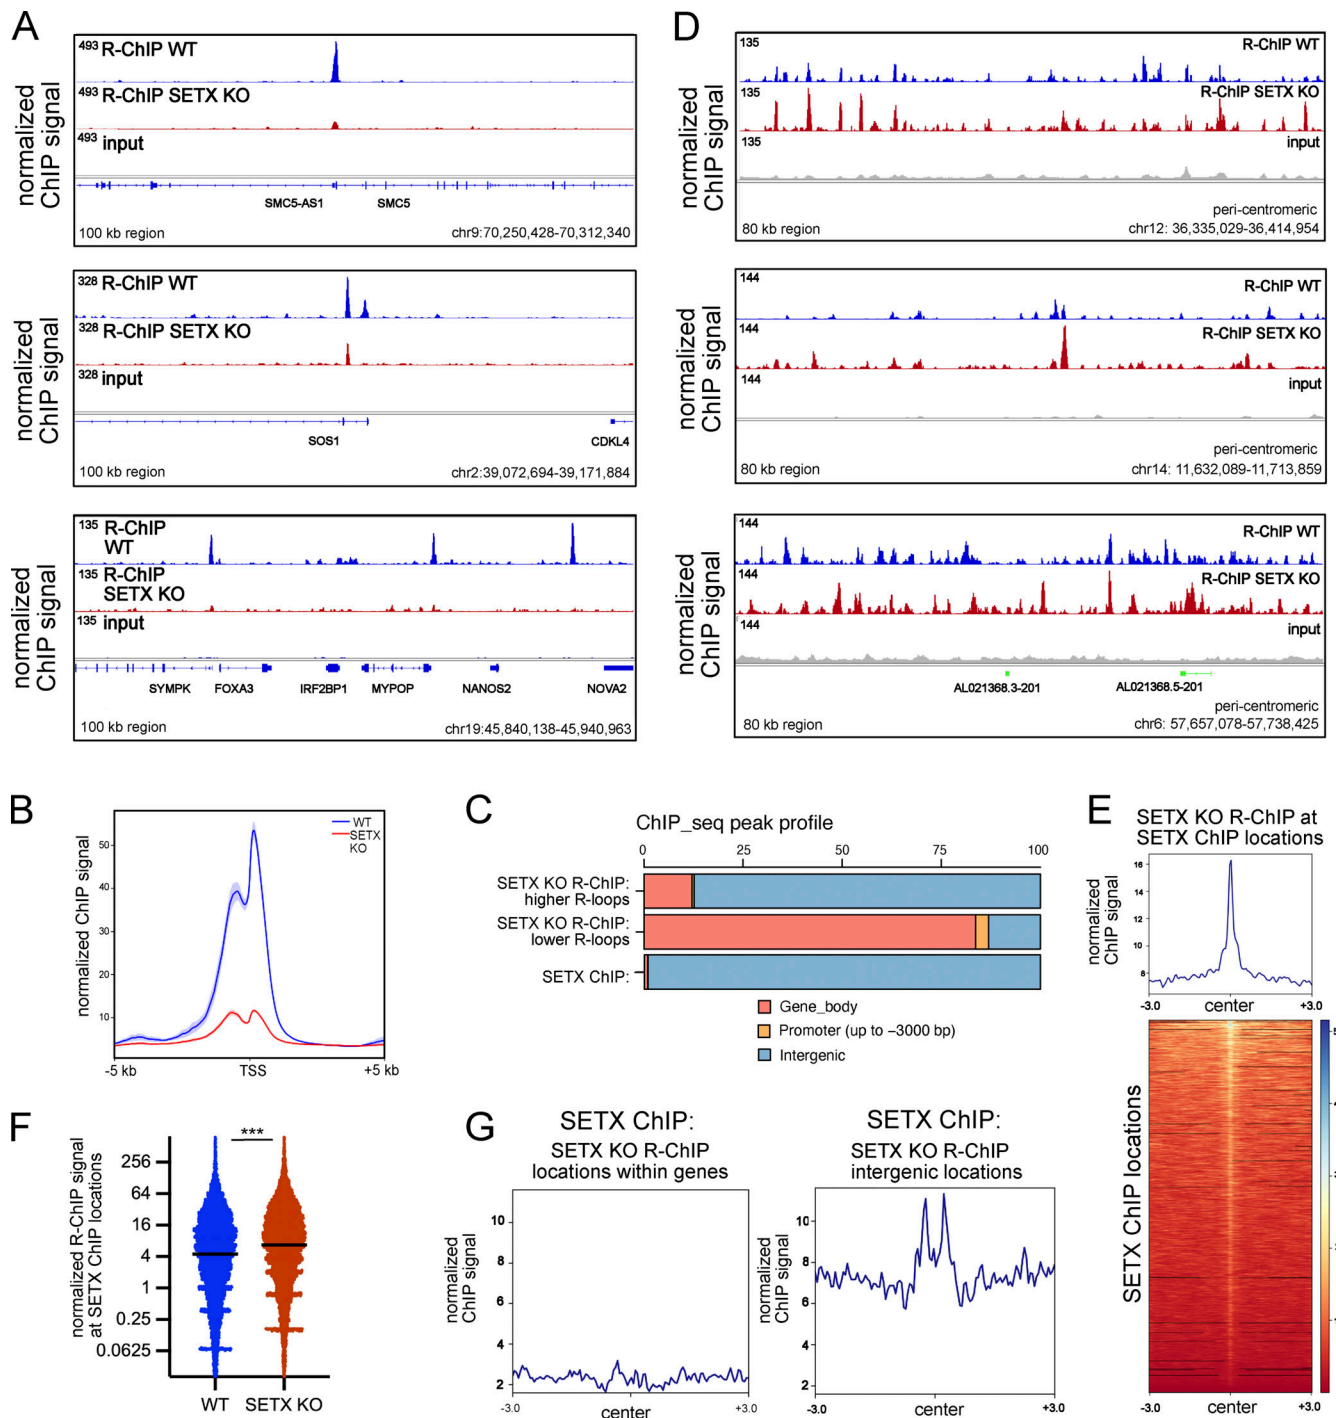 A
normalized
ChIP signal
493 R-ChIP WT
493 R-ChIP SETX KO
493 input
SMC5-AS1 SMC5
100 kb region chr9:70,250,428-70,312,340
normalized
ChIP signal
328 R-ChIP WT
328 R-ChIP SETX KO
328 input
SOS1 CDKL4
100 kb region chr2:39,072,694-39,171,884
normalized
ChIP signal
135 R-ChIP
WT
135 R-ChIP
SETX KO
135 input
SYMPK FOXA3 IRF2BP1 MYPOP NANOS2 NOVA2
100 kb region chr19:45,840,138-45,940,963
D
normalized
ChIP signal
135 R-ChIP WT
135 R-ChIP SETX KO
135 input
peri-centromeric
80 kb region chr12: 36,335,029-36,414,954
normalized
ChIP signal
144 R-ChIP WT
144 R-ChIP SETX KO
144 input
peri-centromeric
80 kb region chr14: 11,632,089-11,713,859
normalized
ChIP signal
144 R-ChIP WT
144 R-ChIP SETX KO
144 input
AL021368.3-201 AL021368.5-201
peri-centromeric
80 kb region chr6: 57,657,078-57,738,425
B
normalized ChIP signal
50
40
30
20
10
WT
SETX
KO
-5 kb TSS +5 kb
C
ChIP_seq peak profile
0 25 50 75 100
SETX KO R-ChIP:
higher R-loops
SETX KO R-ChIP:
lower R-loops
SETX ChIP:
Gene_body
Promoter (up to −3000 bp)
Intergenic
E
SETX KO R-ChIP at
SETX ChIP locations
normalized
ChIP signal
16
14
12
10
8
-3.0 center +3.0
SETX ChIP locations
5
4
3
2
1
-3.0 center +3.0
F
normalized R-ChIP signal
at SETX ChIP locations
256
64
16
4
1
0.25
0.0625
***
WT SETX KO
G
SETX ChIP:
SETX KO R-ChIP
locations within genes
normalized
ChIP signal
10
8
6
4
2
-3.0 center +3.0
SETX ChIP:
SETX KO R-ChIP
intergenic locations
normalized
ChIP signal
10
8
6
4
2
-3.0 center +3.0